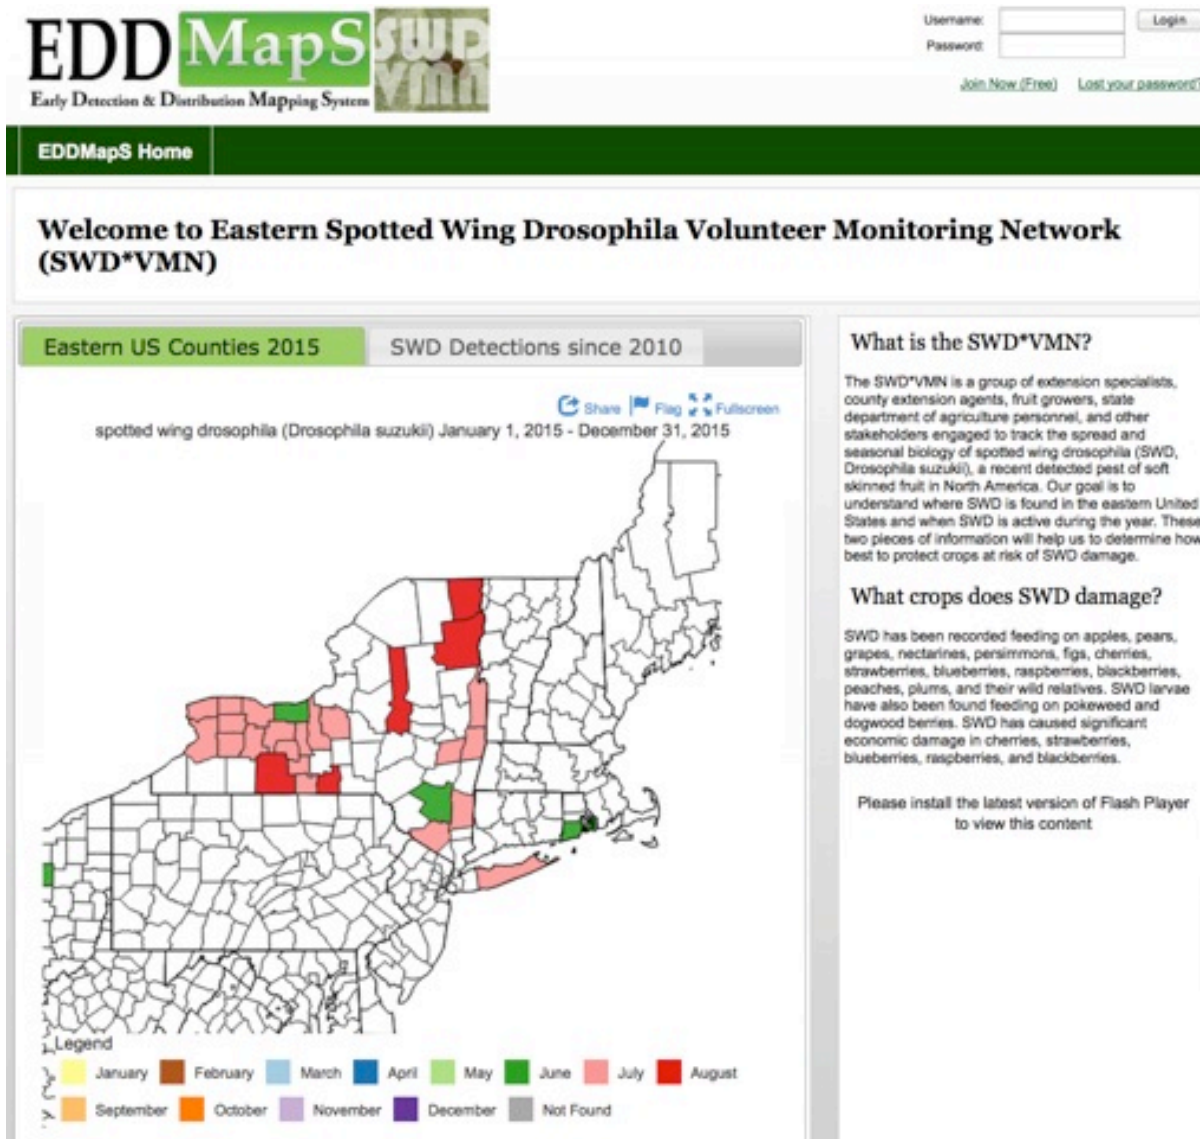 EDDMapS
SWD
VMN
Early Detection & Distribution Mapping System
Username:
Login
Password:
Join Now (Free) Lost your password?
EDDMapS Home
Welcome to Eastern Spotted Wing Drosophila Volunteer Monitoring Network
(SWD*VMN)
Eastern US Counties 2015
SWD Detections since 2010
Share Flag Fullscreen
spotted wing drosophila (Drosophila suzukii) January 1, 2015 - December 31, 2015
Legend
January February March April May June July August
September October November December Not Found
What is the SWD*VMN?
The SWD*VMN is a group of extension specialists,
county extension agents, fruit growers, state
department of agriculture personnel, and other
stakeholders engaged to track the spread and
seasonal biology of spotted wing drosophila (SWD,
Drosophila suzukii), a recent detected pest of soft
skinned fruit in North America. Our goal is to
understand where SWD is found in the eastern United
States and when SWD is active during the year. These
two pieces of information will help us to determine how
best to protect crops at risk of SWD damage.
What crops does SWD damage?
SWD has been recorded feeding on apples, pears,
grapes, nectarines, persimmons, figs, cherries,
strawberries, blueberries, raspberries, blackberries,
peaches, plums, and their wild relatives. SWD larvae
have also been found feeding on pokeweed and
dogwood berries. SWD has caused significant
economic damage in cherries, strawberries,
blueberries, raspberries, and blackberries.
Please install the latest version of Flash Player
to view this content